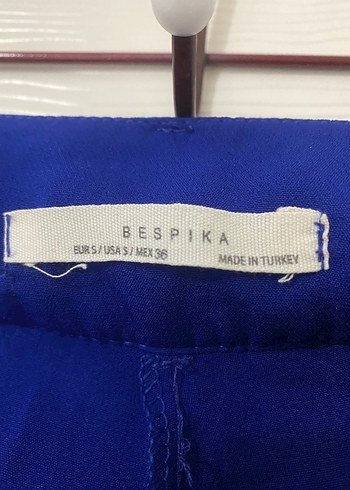 BESPIKA
EUR S / USA S / MEX 36
MADE IN TURKEY